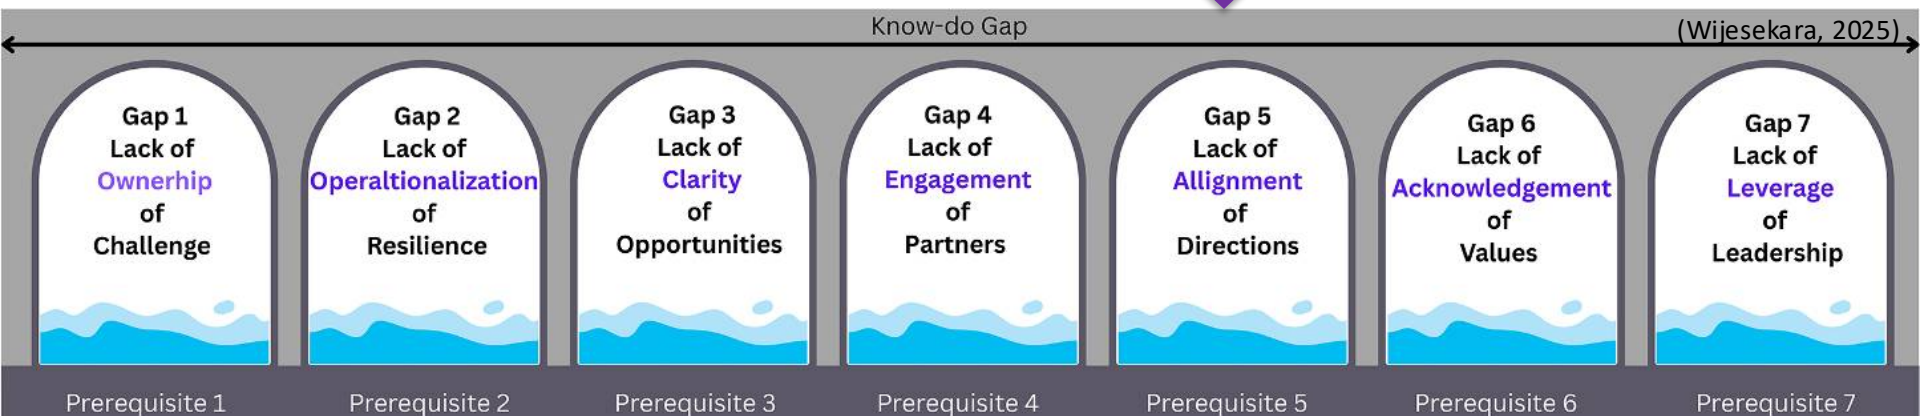 Know-do Gap
(Wijesekara, 2025)
Gap 1
Lack of
Ownerhip
of
Challenge
Gap 2
Lack of
Operaltionalization
of
Resilience
Gap 3
Lack of
Clarity
of
Opportunities
Gap 4
Lack of
Engagement
of
Partners
Gap 5
Lack of
Allignment
of
Directions
Gap 6
Lack of
Acknowledgement
of
Values
Gap 7
Lack of
Leverage
of
Leadership
Prerequisite 1
Prerequisite 2
Prerequisite 3
Prerequisite 4
Prerequisite 5
Prerequisite 6
Prerequisite 7